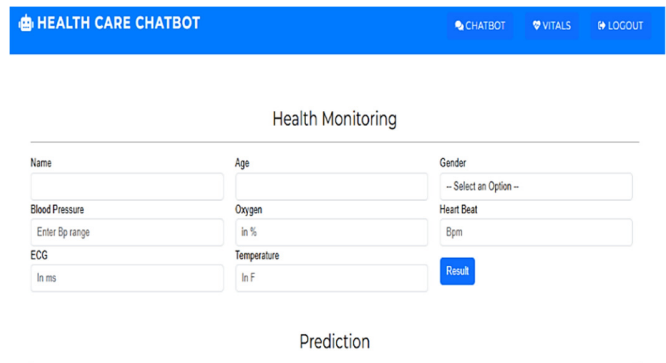 HEALTH CARE CHATBOT CHATBOT VITALS LOGOUT
Health Monitoring
Name Age Gender
-- Select an Option --
Blood Pressure Oxygen Heart Beat
Enter Bp range in % Bpm
ECG Temperature
In ms In F Result
Prediction